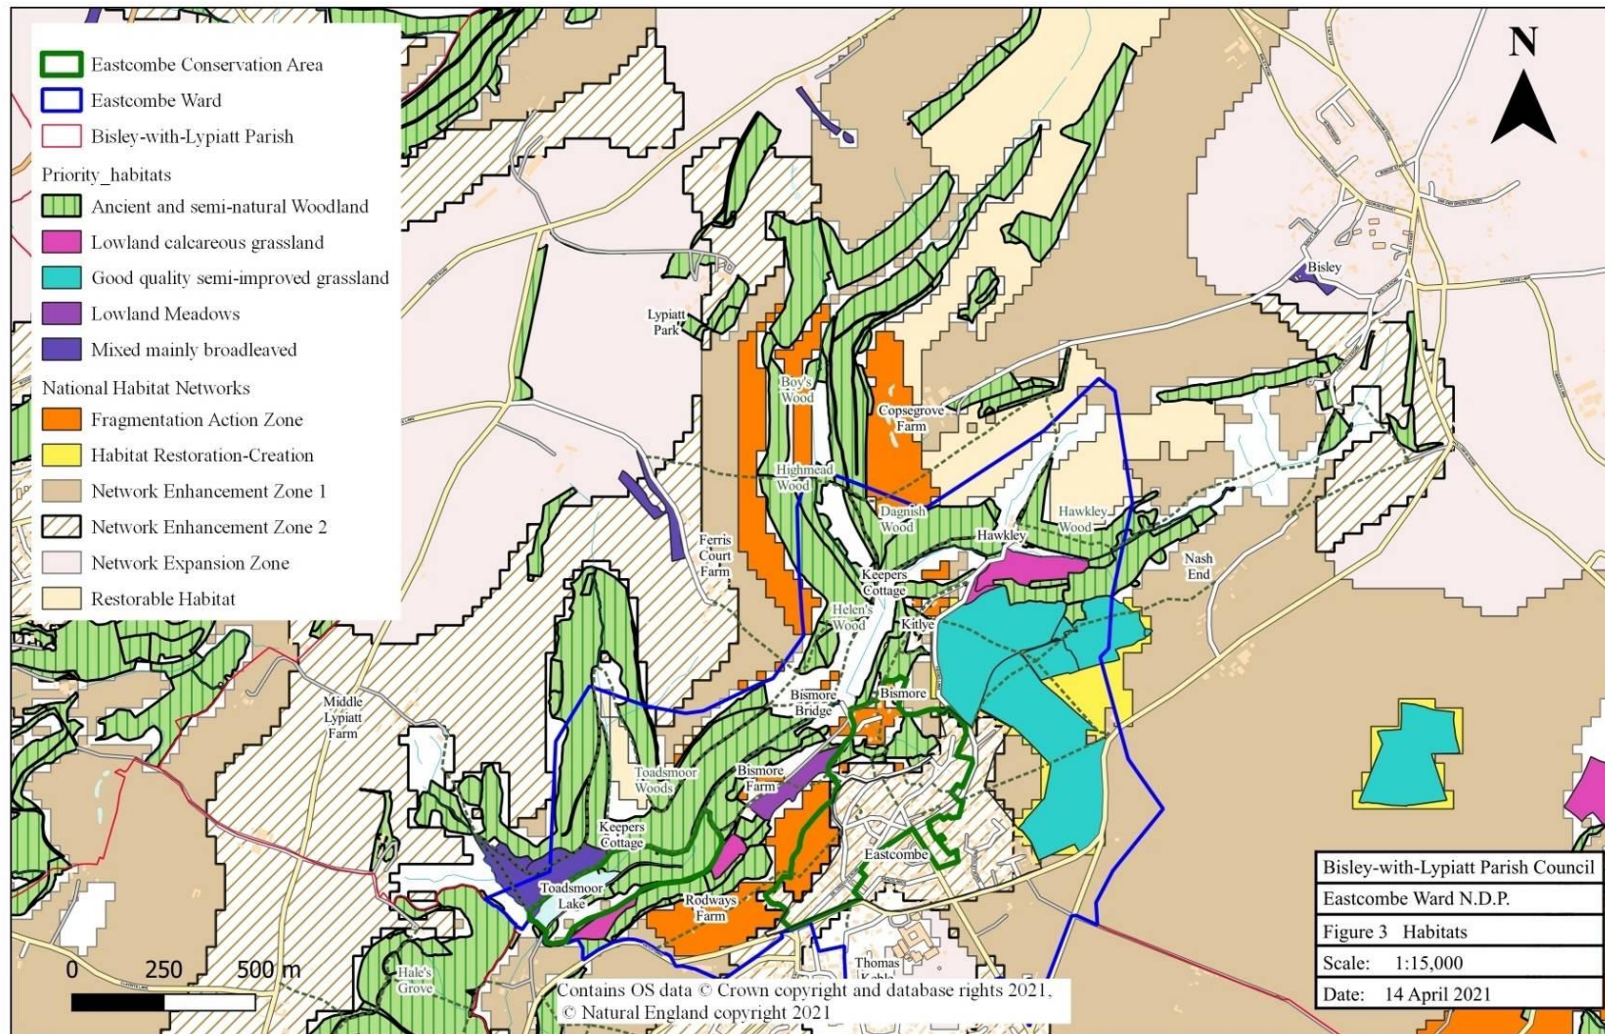 Eastcombe Conservation Area
Eastcombe Ward
Bisley-with-Lypiatt Parish
Priority_habitats
Ancient and semi-natural Woodland
Lowland calcareous grassland
Good quality semi-improved grassland
Lowland Meadows
Mixed mainly broadleaved
National Habitat Networks
Fragmentation Action Zone
Habitat Restoration-Creation
Network Enhancement Zone 1
Network Enhancement Zone 2
Network Expansion Zone
Restorable Habitat
N
Bisley
Lypiatt
Park
Boy's
Wood
Copsegrove
Farm
Highmead
Wood
Dagnish
Wood
Hawkley
Wood
Hawkley
Ferris
Court
Farm
Nash
End
Keepers
Cottage
Helen's
Wood
Kitlye
Bismore
Bismore
Bridge
Middle
Lypiatt
Farm
Toadsmoor
Woods
Bismore
Farm
Keepers
Cottage
Eastcombe
Toadsmoor
Lake
Rodways
Farm
Hale's
Grove
Thomas
0 250 500 m
Contains OS data © Crown copyright and database rights 2021,
© Natural England copyright 2021
Bisley-with-Lypiatt Parish Council
Eastcombe Ward N.D.P.
Figure 3 Habitats
Scale: 1:15,000
Date: 14 April 2021